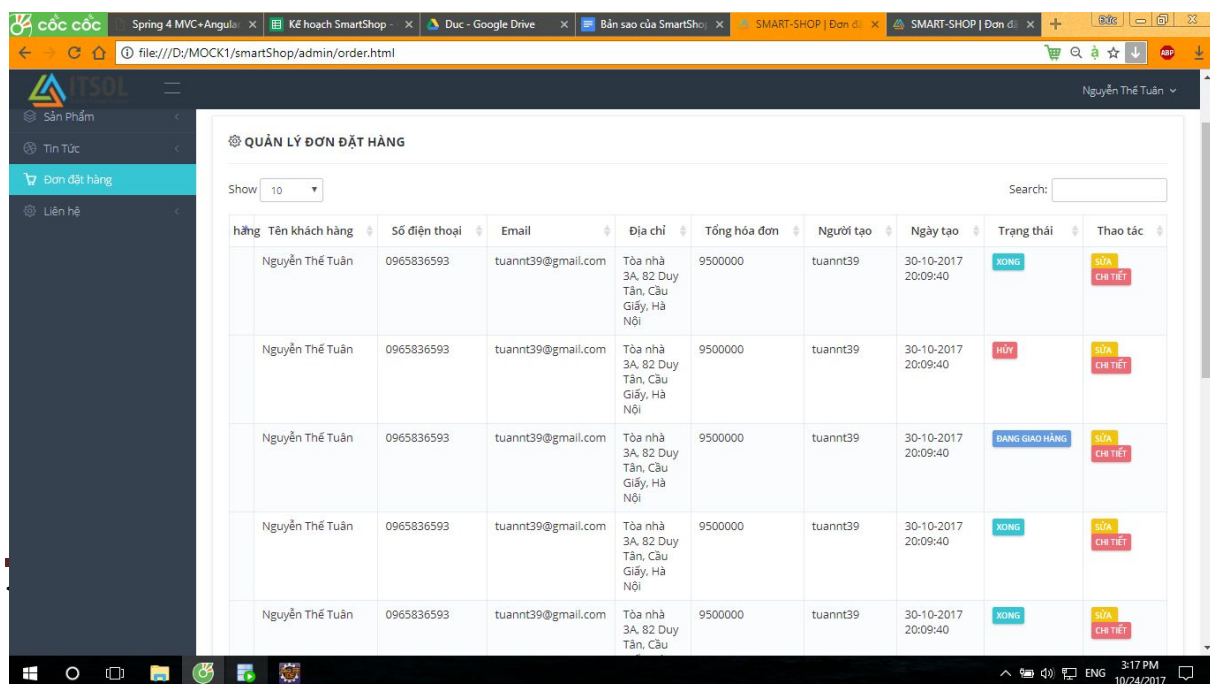 cốc cốc Spring 4 MVC+Angular Kế hoạch SmartShop - Duc - Google Drive Bản sao của SmartShop SMART-SHOP | Đơn đặ SMART-SHOP | Đơn đặ Đức
file:///D:/MOCK1/smartShop/admin/order.html à ABP
ITSOL Nguyễn Thế Tuân
Sản Phẩm
Tin Tức
Đơn đặt hàng
Liên hệ
QUẢN LÝ ĐƠN ĐẶT HÀNG
Show 10 Search:
hàng Tên khách hàng Số điện thoại Email Địa chỉ Tổng hóa đơn Người tạo Ngày tạo Trạng thái Thao tác
Nguyễn Thế Tuân 0965836593 tuannt39@gmail.com Tòa nhà 9500000 tuannt39 30-10-2017 XONG SỬA
3A, 82 Duy 20:09:40 CHI TIẾT
Tân, Cầu
Giấy, Hà
Nội
Nguyễn Thế Tuân 0965836593 tuannt39@gmail.com Tòa nhà 9500000 tuannt39 30-10-2017 HỦY SỬA
3A, 82 Duy 20:09:40 CHI TIẾT
Tân, Cầu
Giấy, Hà
Nội
Nguyễn Thế Tuân 0965836593 tuannt39@gmail.com Tòa nhà 9500000 tuannt39 30-10-2017 ĐANG GIAO HÀNG SỬA
3A, 82 Duy 20:09:40 CHI TIẾT
Tân, Cầu
Giấy, Hà
Nội
Nguyễn Thế Tuân 0965836593 tuannt39@gmail.com Tòa nhà 9500000 tuannt39 30-10-2017 XONG SỬA
3A, 82 Duy 20:09:40 CHI TIẾT
Tân, Cầu
Giấy, Hà
Nội
Nguyễn Thế Tuân 0965836593 tuannt39@gmail.com Tòa nhà 9500000 tuannt39 30-10-2017 XONG SỬA
3A, 82 Duy 20:09:40 CHI TIẾT
Tân, Cầu
ENG 3:17 PM
10/24/2017